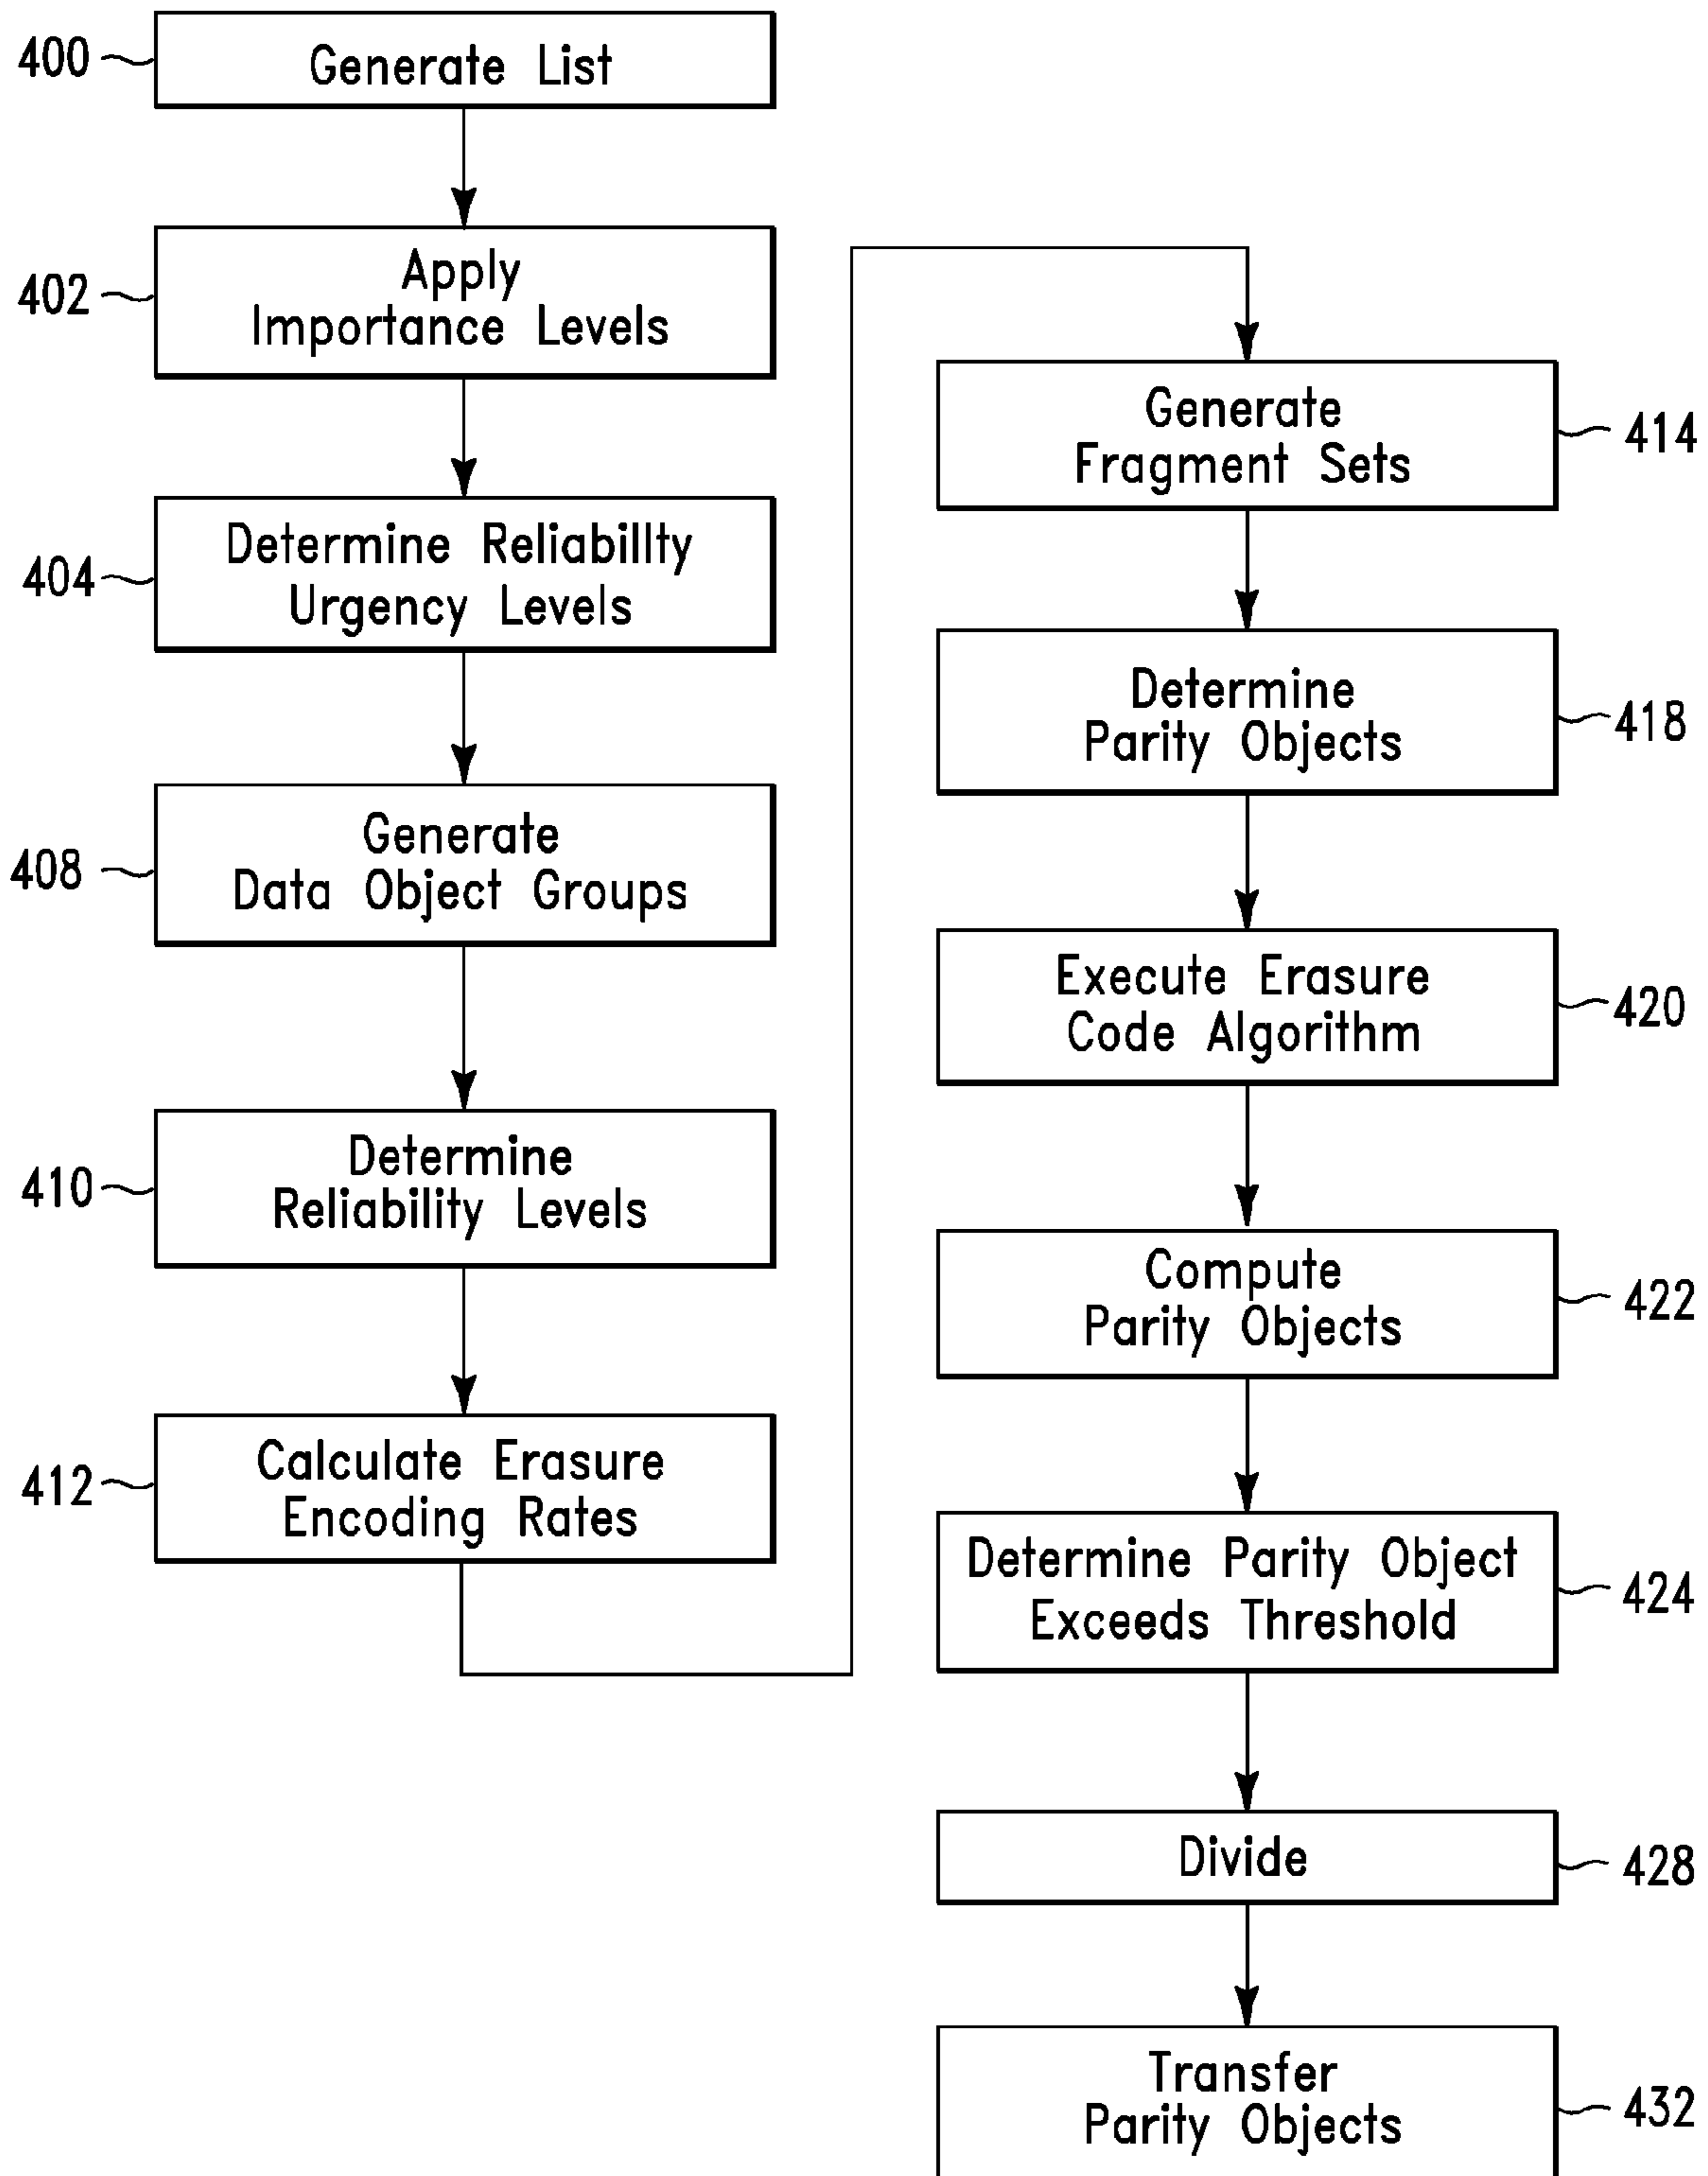 400
Generate List
402
Apply
Importance Levels
404
Determine Reliabillty
Urgency Levels
408
Generate
Data Object Groups
410
Determine
Reliability Levels
412
Calculate Erasure
Encoding Rates
Generate
Fragment Sets
414
Determine
Parity Objects
418
Execute Erasure
Code Algorithm
420
Compute
Parity Objects
422
Determine Parity Object
Exceeds Threshold
424
Divide
428
Transfer
Parity Objects
432